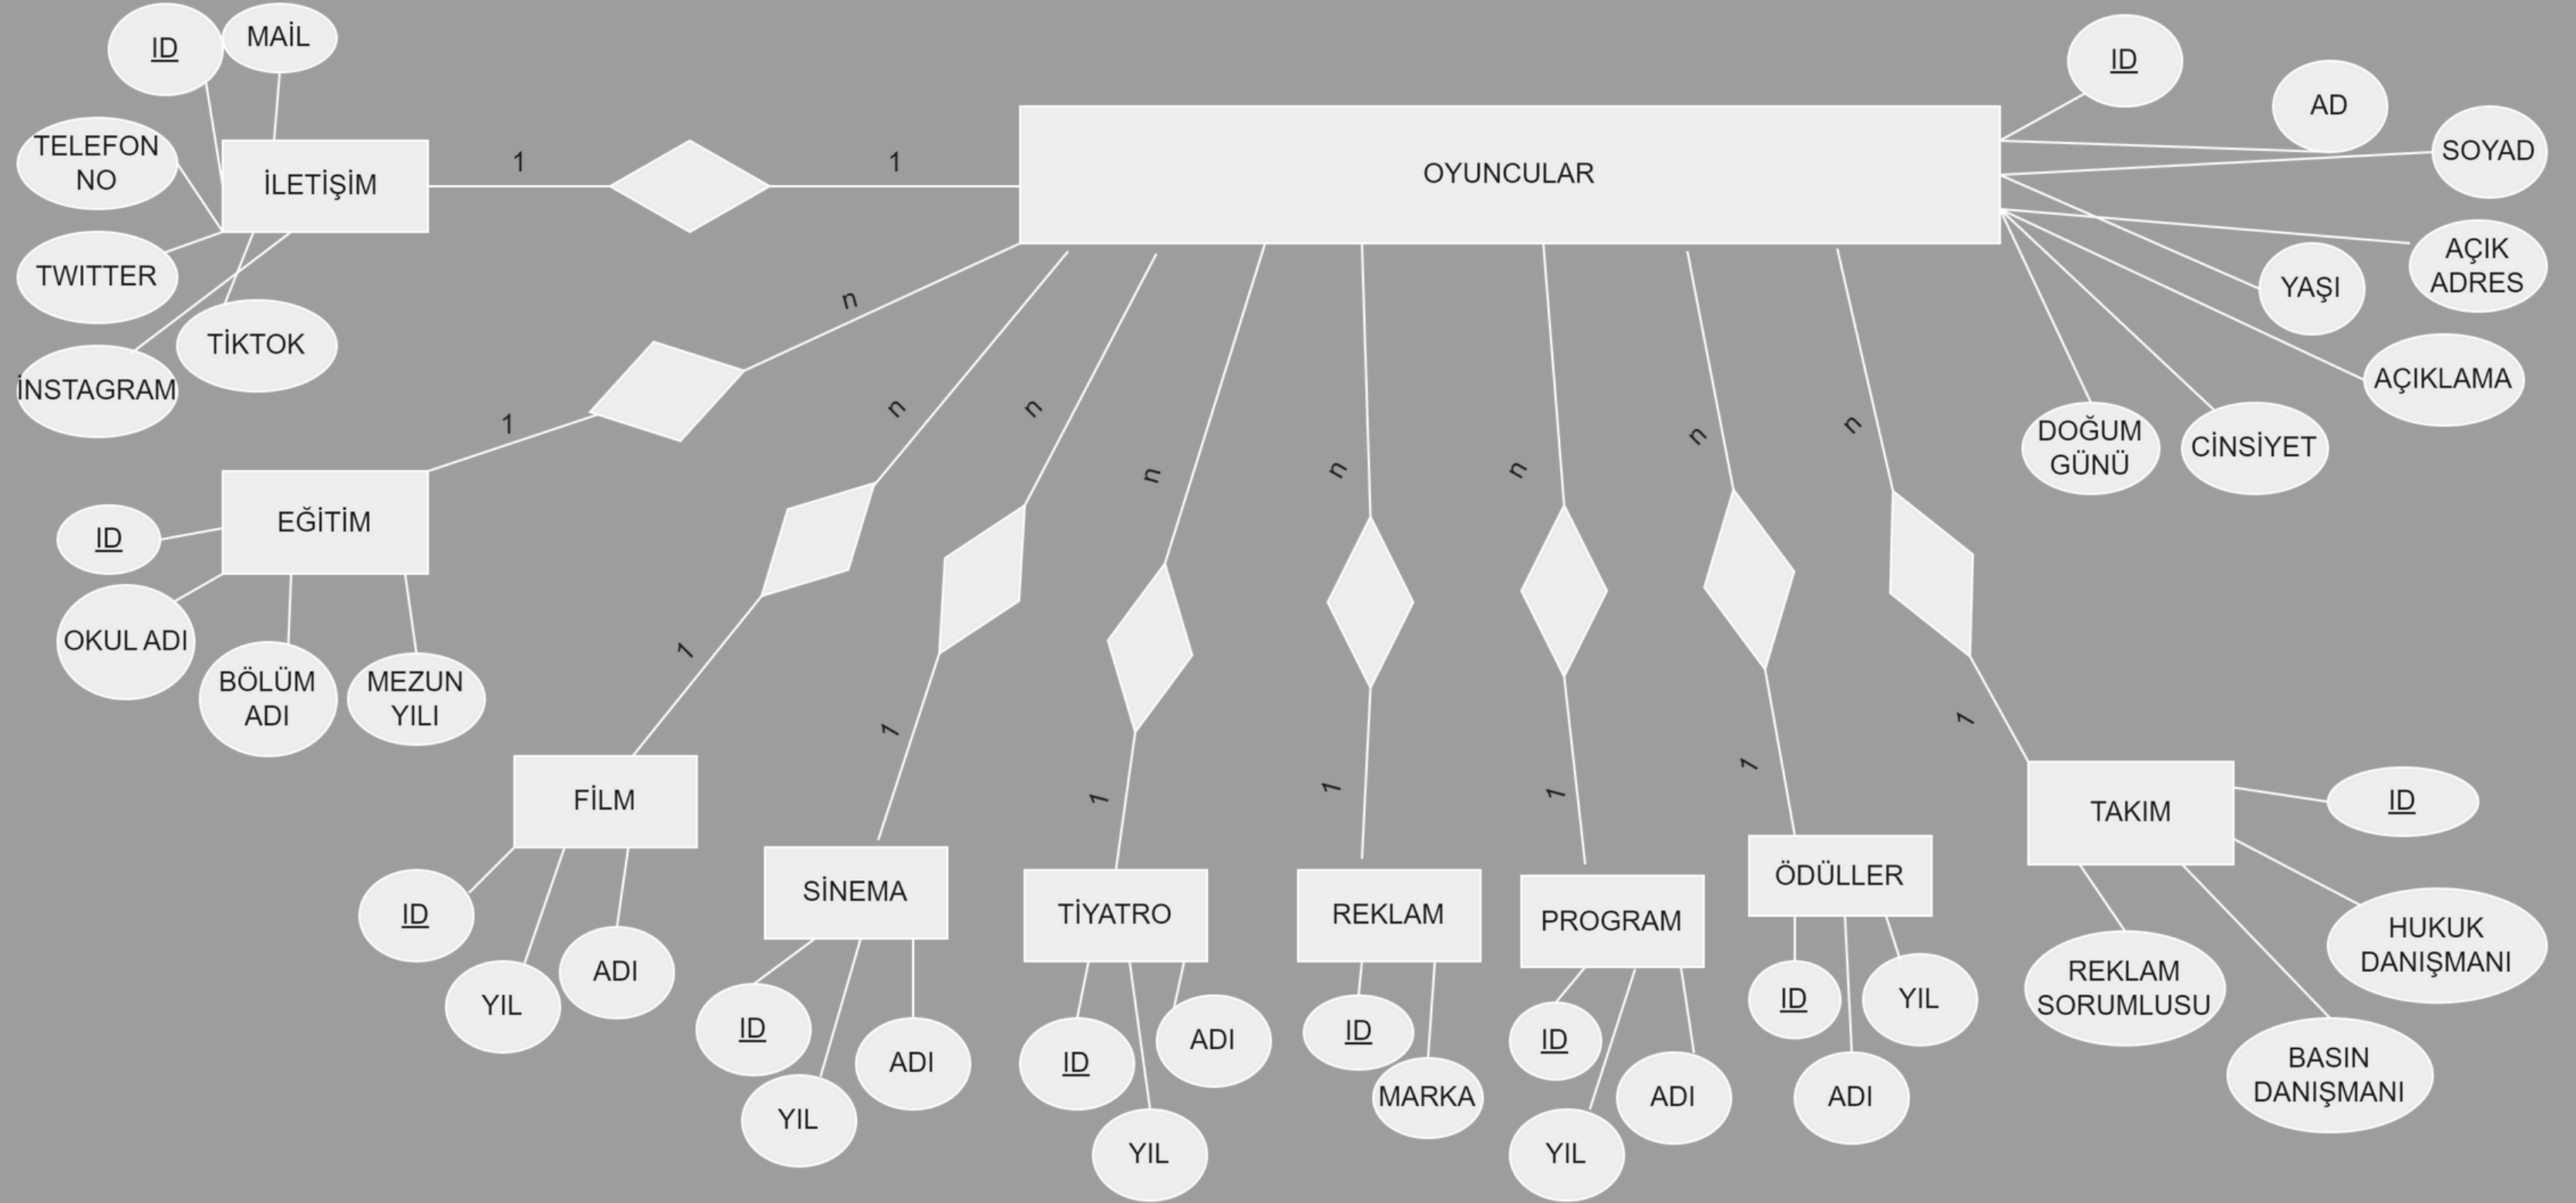 ID
MAİL
TELEFON
NO
İLETİŞİM
TWITTER
TİKTOK
İNSTAGRAM
1
1
OYUNCULAR
ID
AD
SOYAD
AÇIK
ADRES
YAŞI
AÇIKLAMA
DOĞUM
GÜNÜ
CİNSİYET
n
1
n
n
n
n
n
n
n
EĞİTİM
ID
OKUL ADI
BÖLÜM
ADI
MEZUN
YILI
1
1
1
1
1
1
1
FİLM
ID
YIL
ADI
SİNEMA
ID
YIL
ADI
TİYATRO
ID
YIL
ADI
REKLAM
ID
MARKA
PROGRAM
ID
YIL
ADI
ÖDÜLLER
ID
ADI
YIL
TAKIM
ID
HUKUK
DANIŞMANI
REKLAM
SORUMLUSU
BASIN
DANIŞMANI